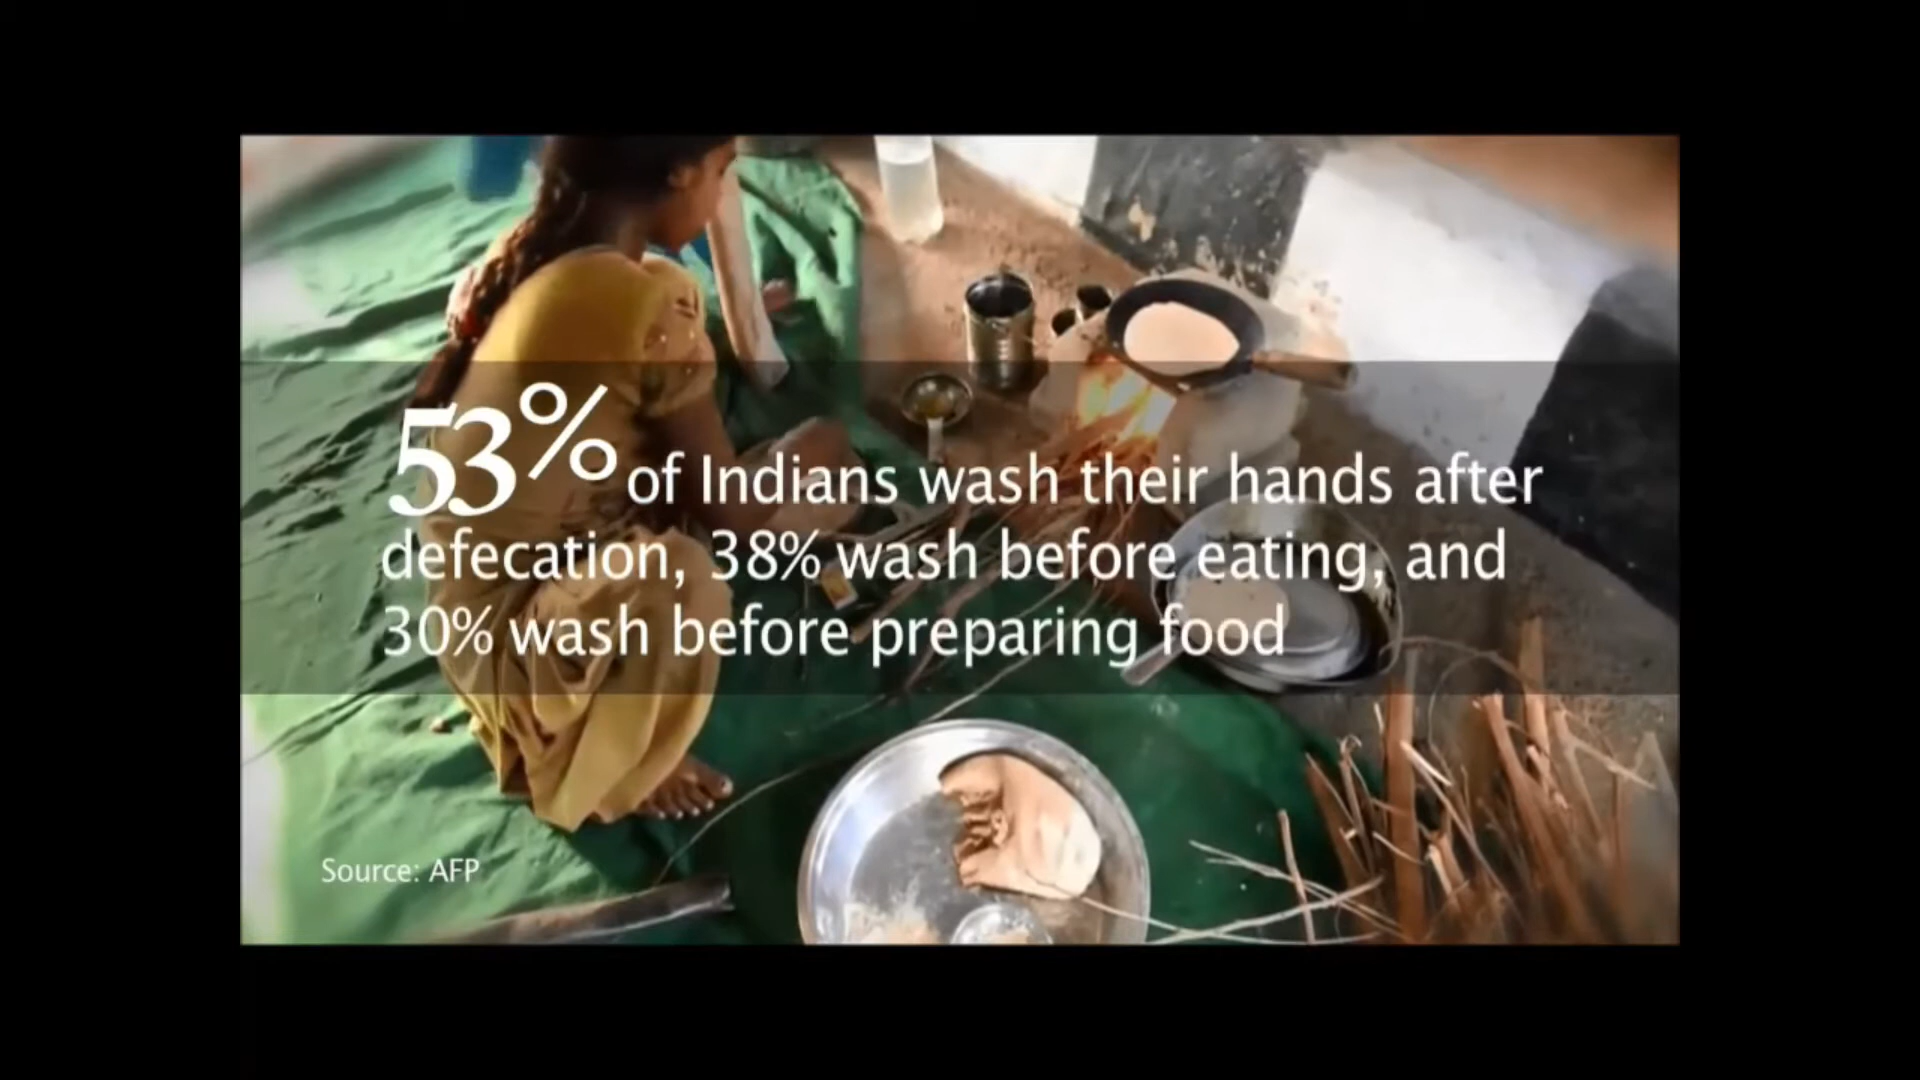 53% of Indians wash their hands after
defecation, 38% wash before eating, and
30% wash before preparing food
Source: AFP